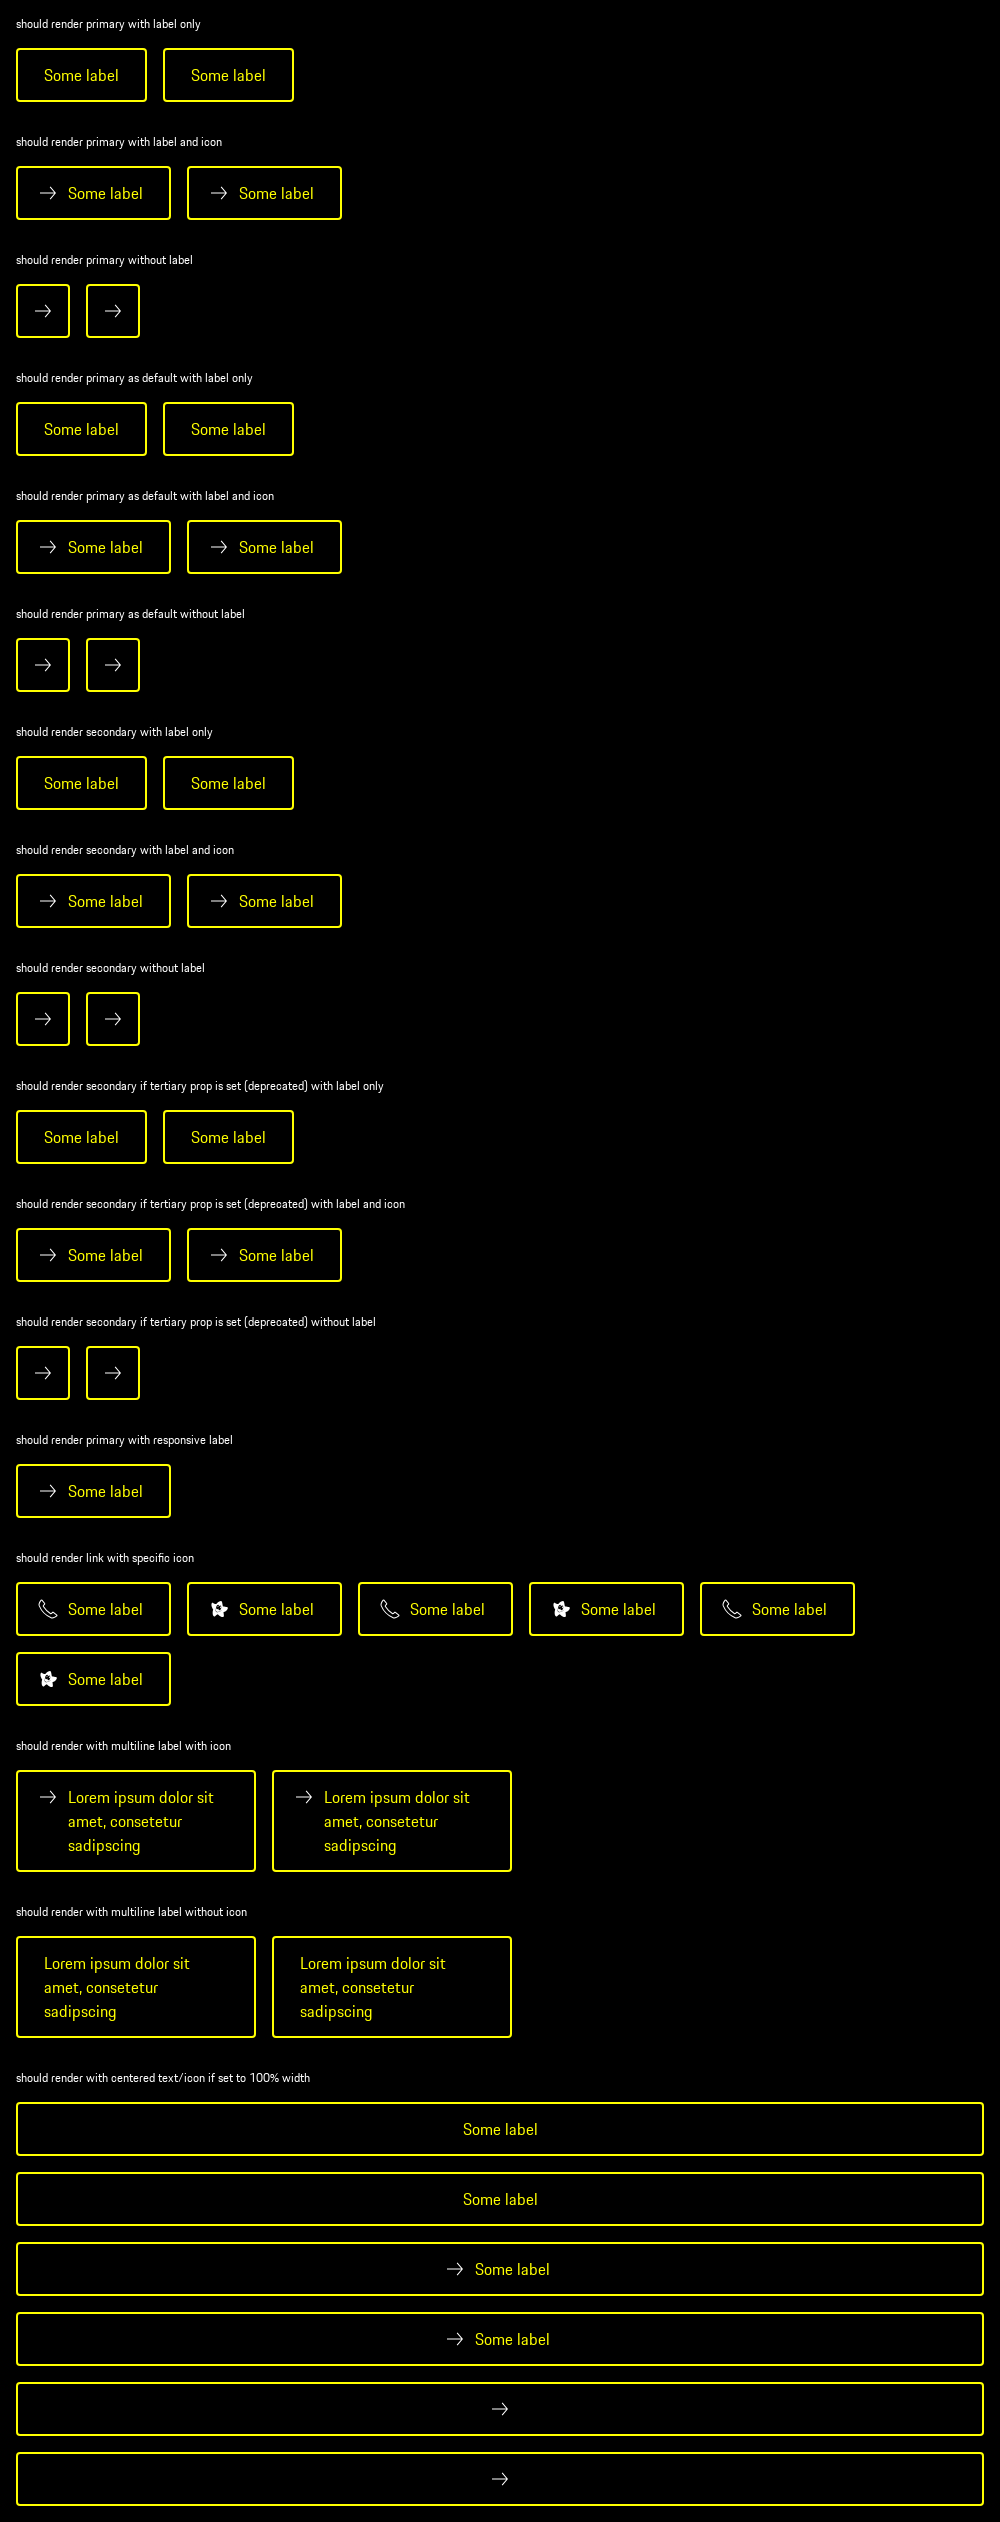 should render primary with label only
Some label Some label
should render primary with label and icon
Some label Some label
should render primary without label
should render primary as default with label only
Some label Some label
should render primary as default with label and icon
Some label Some label
should render primary as default without label
should render secondary with label only
Some label Some label
should render secondary with label and icon
Some label Some label
should render secondary without label
should render secondary if tertiary prop is set (deprecated) with label only
Some label Some label
should render secondary if tertiary prop is set (deprecated) with label and icon
Some label Some label
should render secondary if tertiary prop is set (deprecated) without label
should render primary with responsive label
Some label
should render link with specific icon
Some label Some label Some label Some label Some label
Some label
should render with multiline label with icon
Lorem ipsum dolor sit
amet, consetetur
sadipscing
Lorem ipsum dolor sit
amet, consetetur
sadipscing
should render with multiline label without icon
Lorem ipsum dolor sit
amet, consetetur
sadipscing
Lorem ipsum dolor sit
amet, consetetur
sadipscing
should render with centered text/icon if set to 100% width
Some label
Some label
Some label
Some label